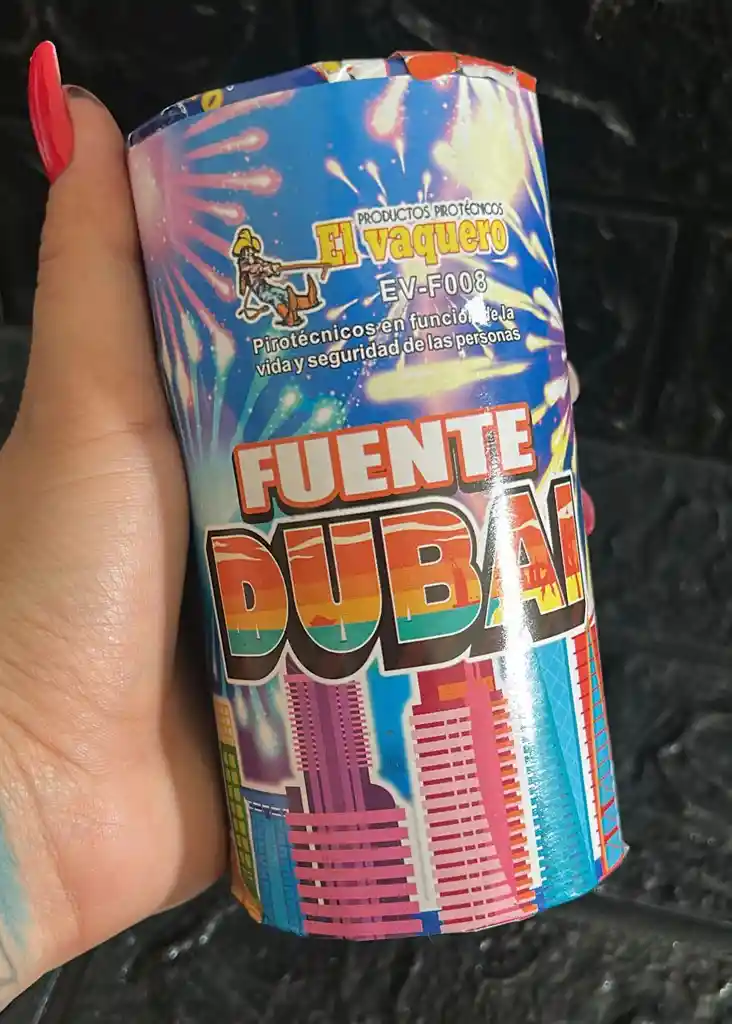 PRODUCTOS PIROTÉCNICOS
El vaquero
EV-F008
Pirotécnicos en función de la
vida y seguridad de las personas
FUENTE
DUBAI